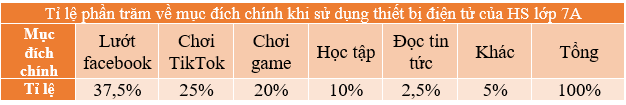 Tỉ lệ phần trăm về mục đích chính khi sử dụng thiết bị điện tử của HS lớp 7A
Mục đích chính Lướt facebook Chơi TikTok Chơi game Học tập Đọc tin tức Khác Tổng
Tỉ lệ 37,5% 25% 20% 10% 2,5% 5% 100%